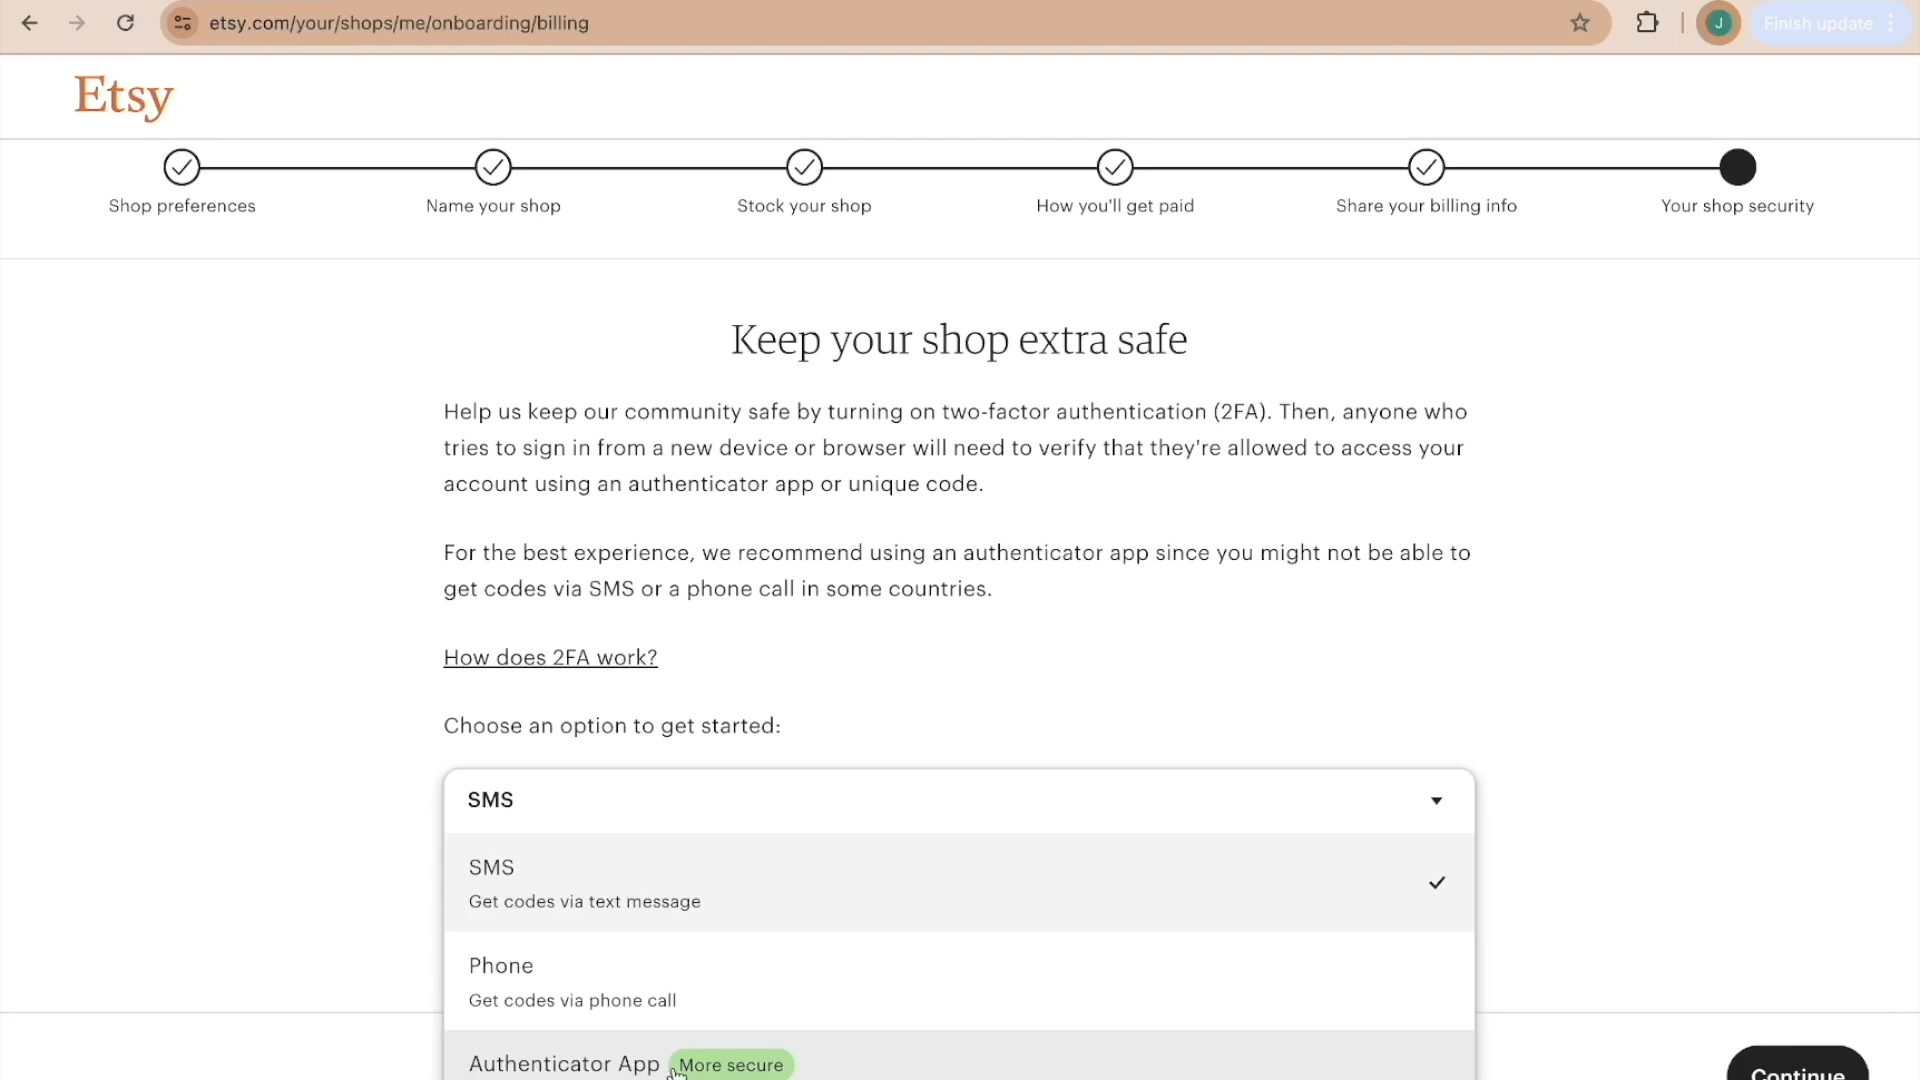 etsy.com/your/shops/me/onboarding/billing
J
Finish update
Etsy
Shop preferences
Name your shop
Stock your shop
How you'll get paid
Share your billing info
Your shop security
Keep your shop extra safe
Help us keep our community safe by turning on two-factor authentication (2FA). Then, anyone who
tries to sign in from a new device or browser will need to verify that they're allowed to access your
account using an authenticator app or unique code.
For the best experience, we recommend using an authenticator app since you might not be able to
get codes via SMS or a phone call in some countries.
How does 2FA work?
Choose an option to get started:
SMS
SMS
Get codes via text message
Phone
Get codes via phone call
Authenticator App More secure
Continue